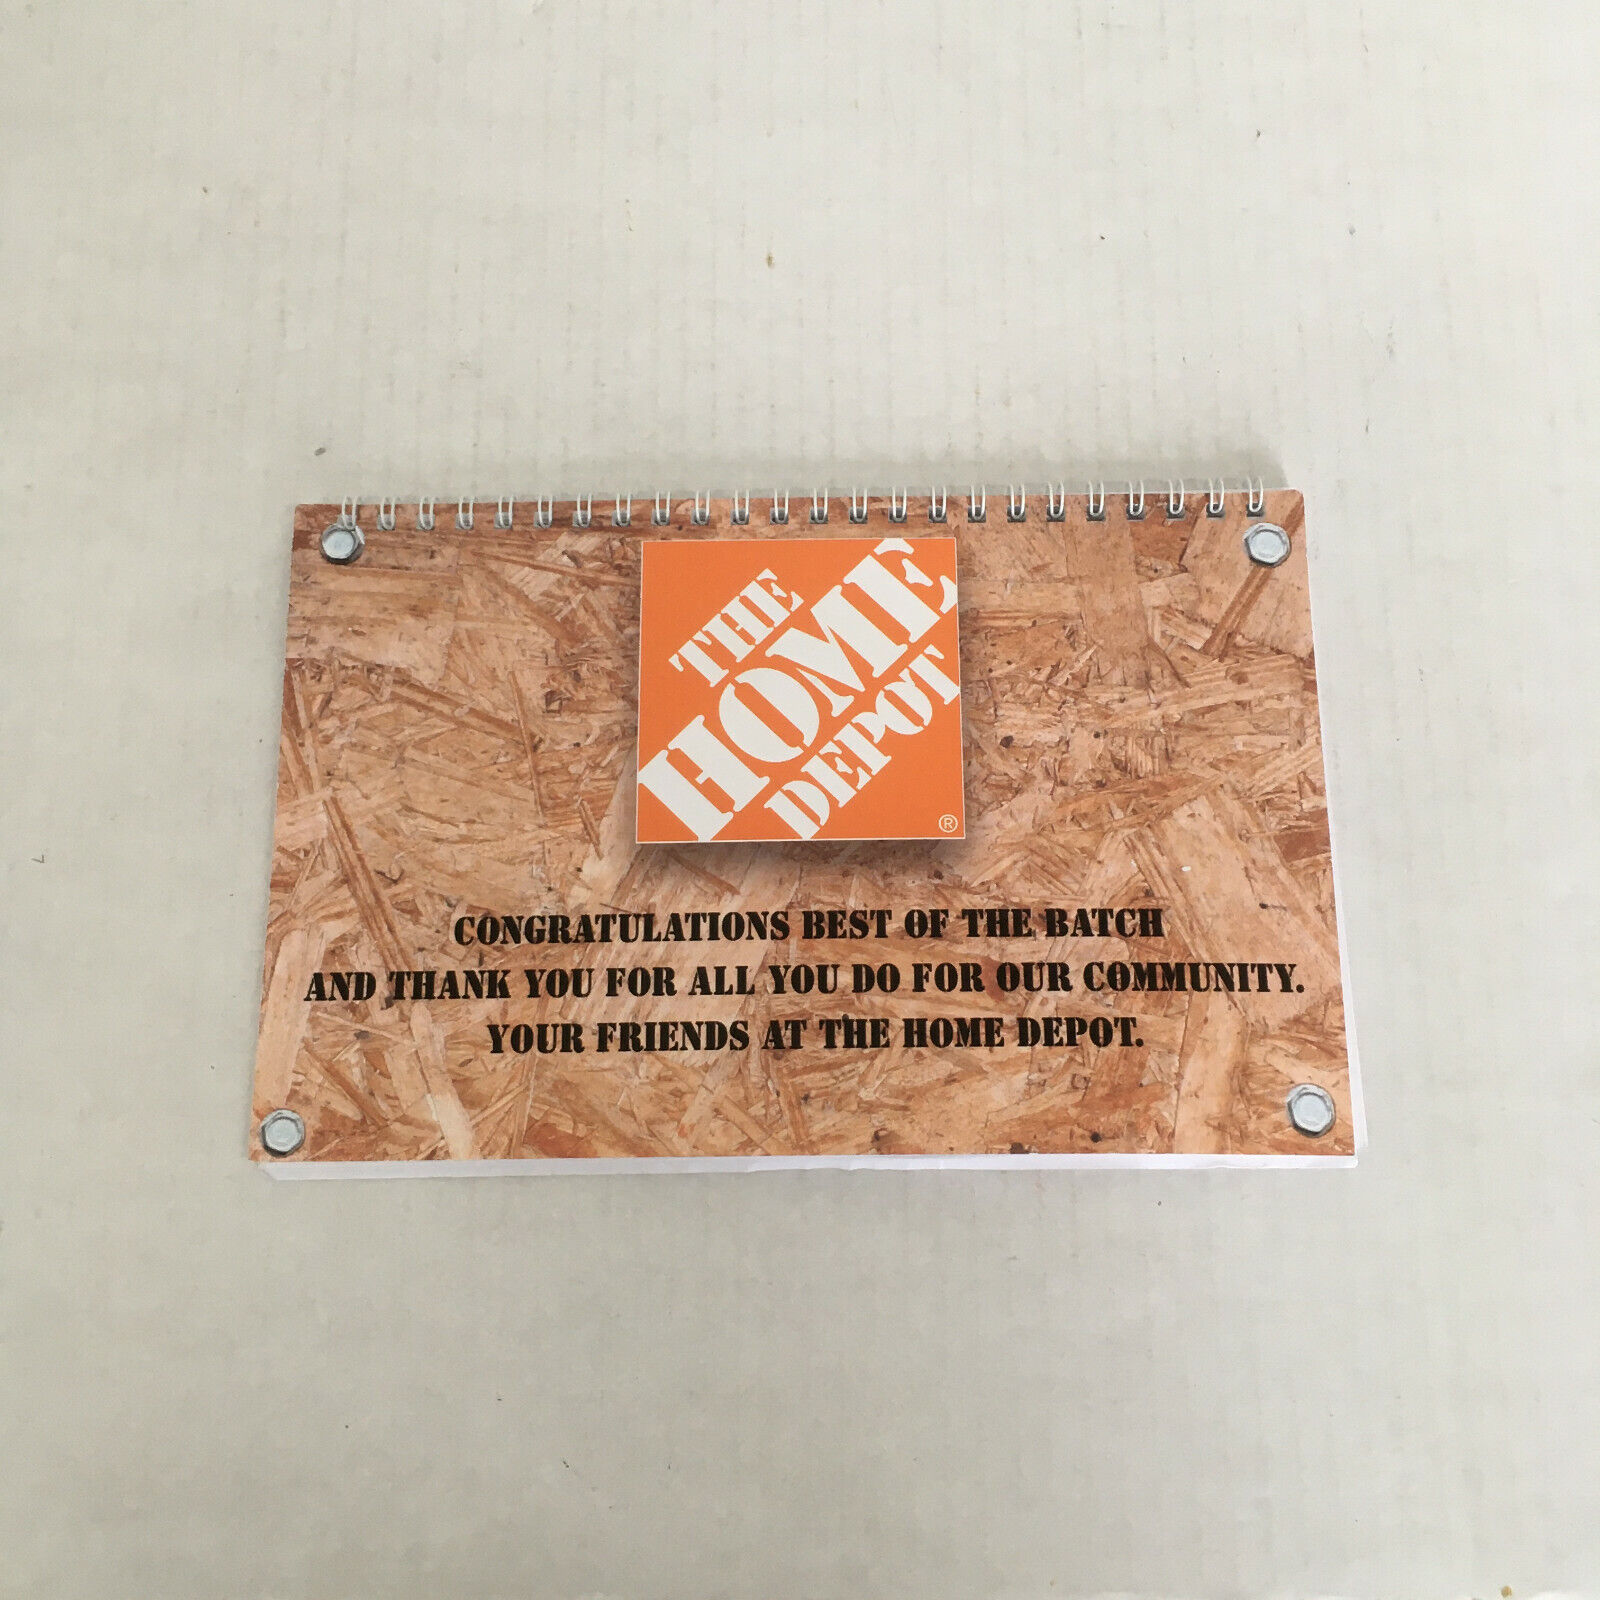 THE
HOME
DEPOT
®
CONGRATULATIONS BEST OF THE BATCH
AND THANK YOU FOR ALL YOU DO FOR OUR COMMUNITY.
YOUR FRIENDS AT THE HOME DEPOT.